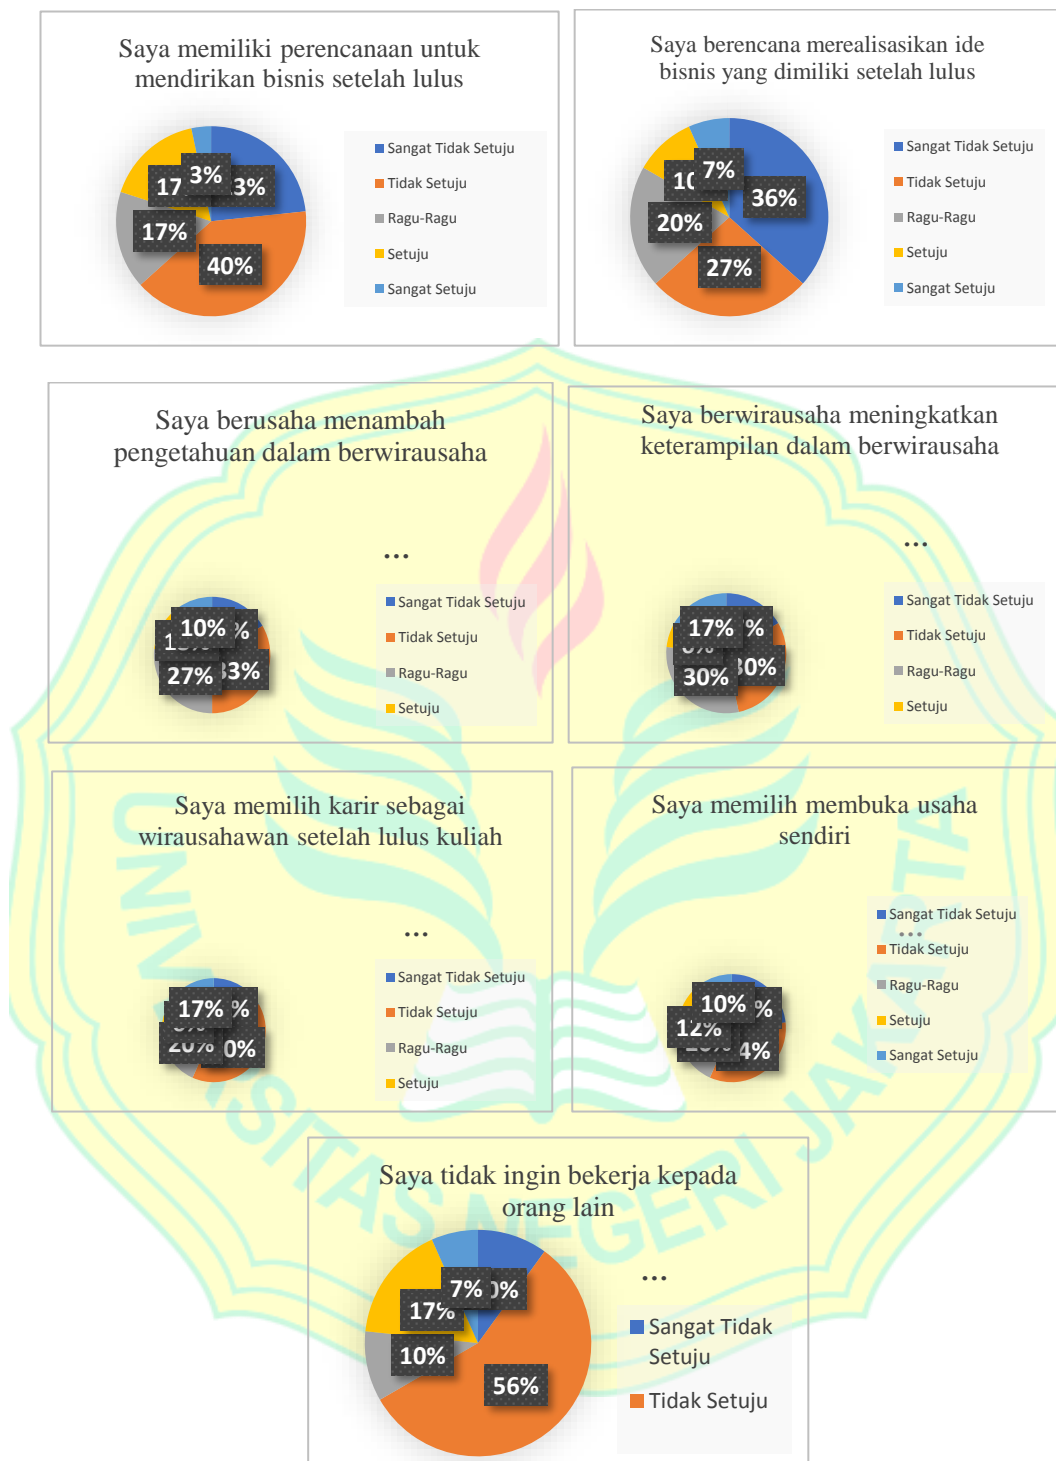 Saya memiliki perencanaan untuk
mendirikan bisnis setelah lulus
3%
17%
40%
Sangat Tidak Setuju
Tidak Setuju
Ragu-Ragu
Setuju
Sangat Setuju
Saya berencana merealisasikan ide
bisnis yang dimiliki setelah lulus
7%
36%
20%
27%
Sangat Tidak Setuju
Tidak Setuju
Ragu-Ragu
Setuju
Sangat Setuju
Saya berusaha menambah
pengetahuan dalam berwirausaha
...
10%
27%
33%
Sangat Tidak Setuju
Tidak Setuju
Ragu-Ragu
Setuju
Saya berwirausaha meningkatkan
keterampilan dalam berwirausaha
...
17%
30%
30%
Sangat Tidak Setuju
Tidak Setuju
Ragu-Ragu
Setuju
Saya memilih karir sebagai
wirausahawan setelah lulus kuliah
...
17%
20%
Sangat Tidak Setuju
Tidak Setuju
Ragu-Ragu
Setuju
Saya memilih membuka usaha
sendiri
...
10%
12%
Sangat Tidak Setuju
Tidak Setuju
Ragu-Ragu
Setuju
Sangat Setuju
Saya tidak ingin bekerja kepada
orang lain
...
7%
17%
10%
56%
Sangat Tidak
Setuju
Tidak Setuju
UNIVERSITAS NEGERI JAKARTA